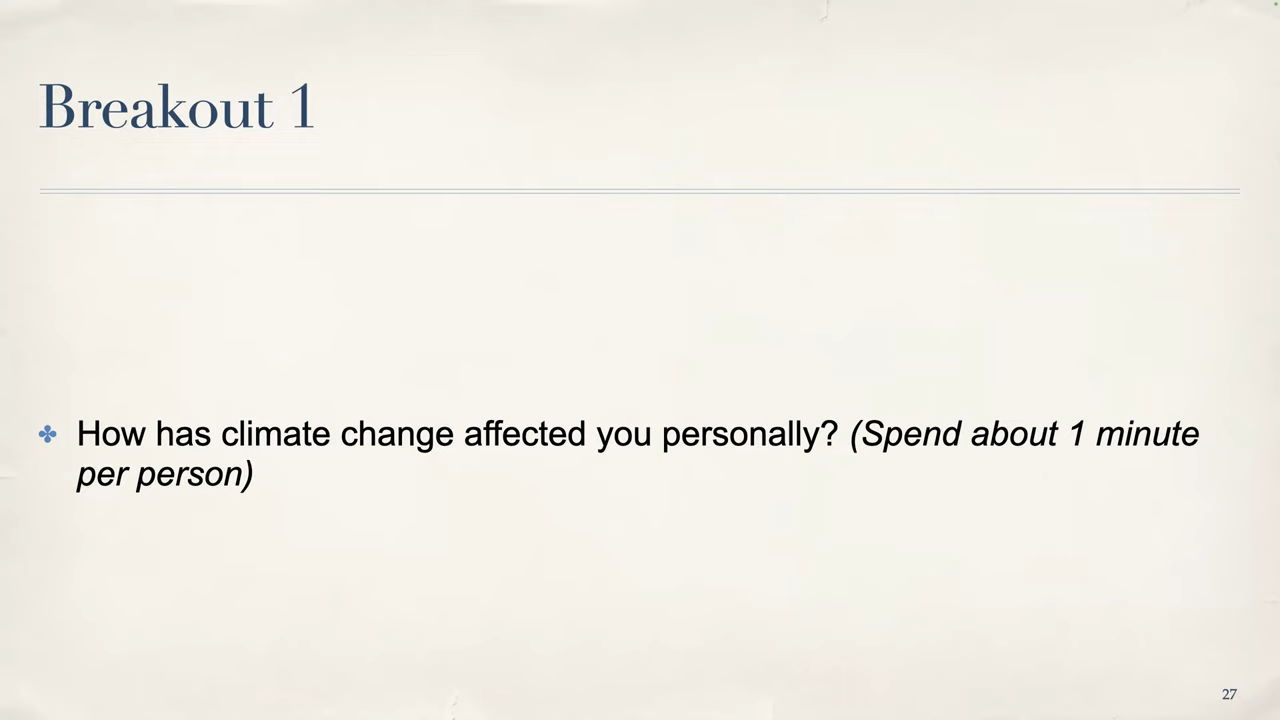 Breakout 1
How has climate change affected you personally? (Spend about 1 minute
per person)
27